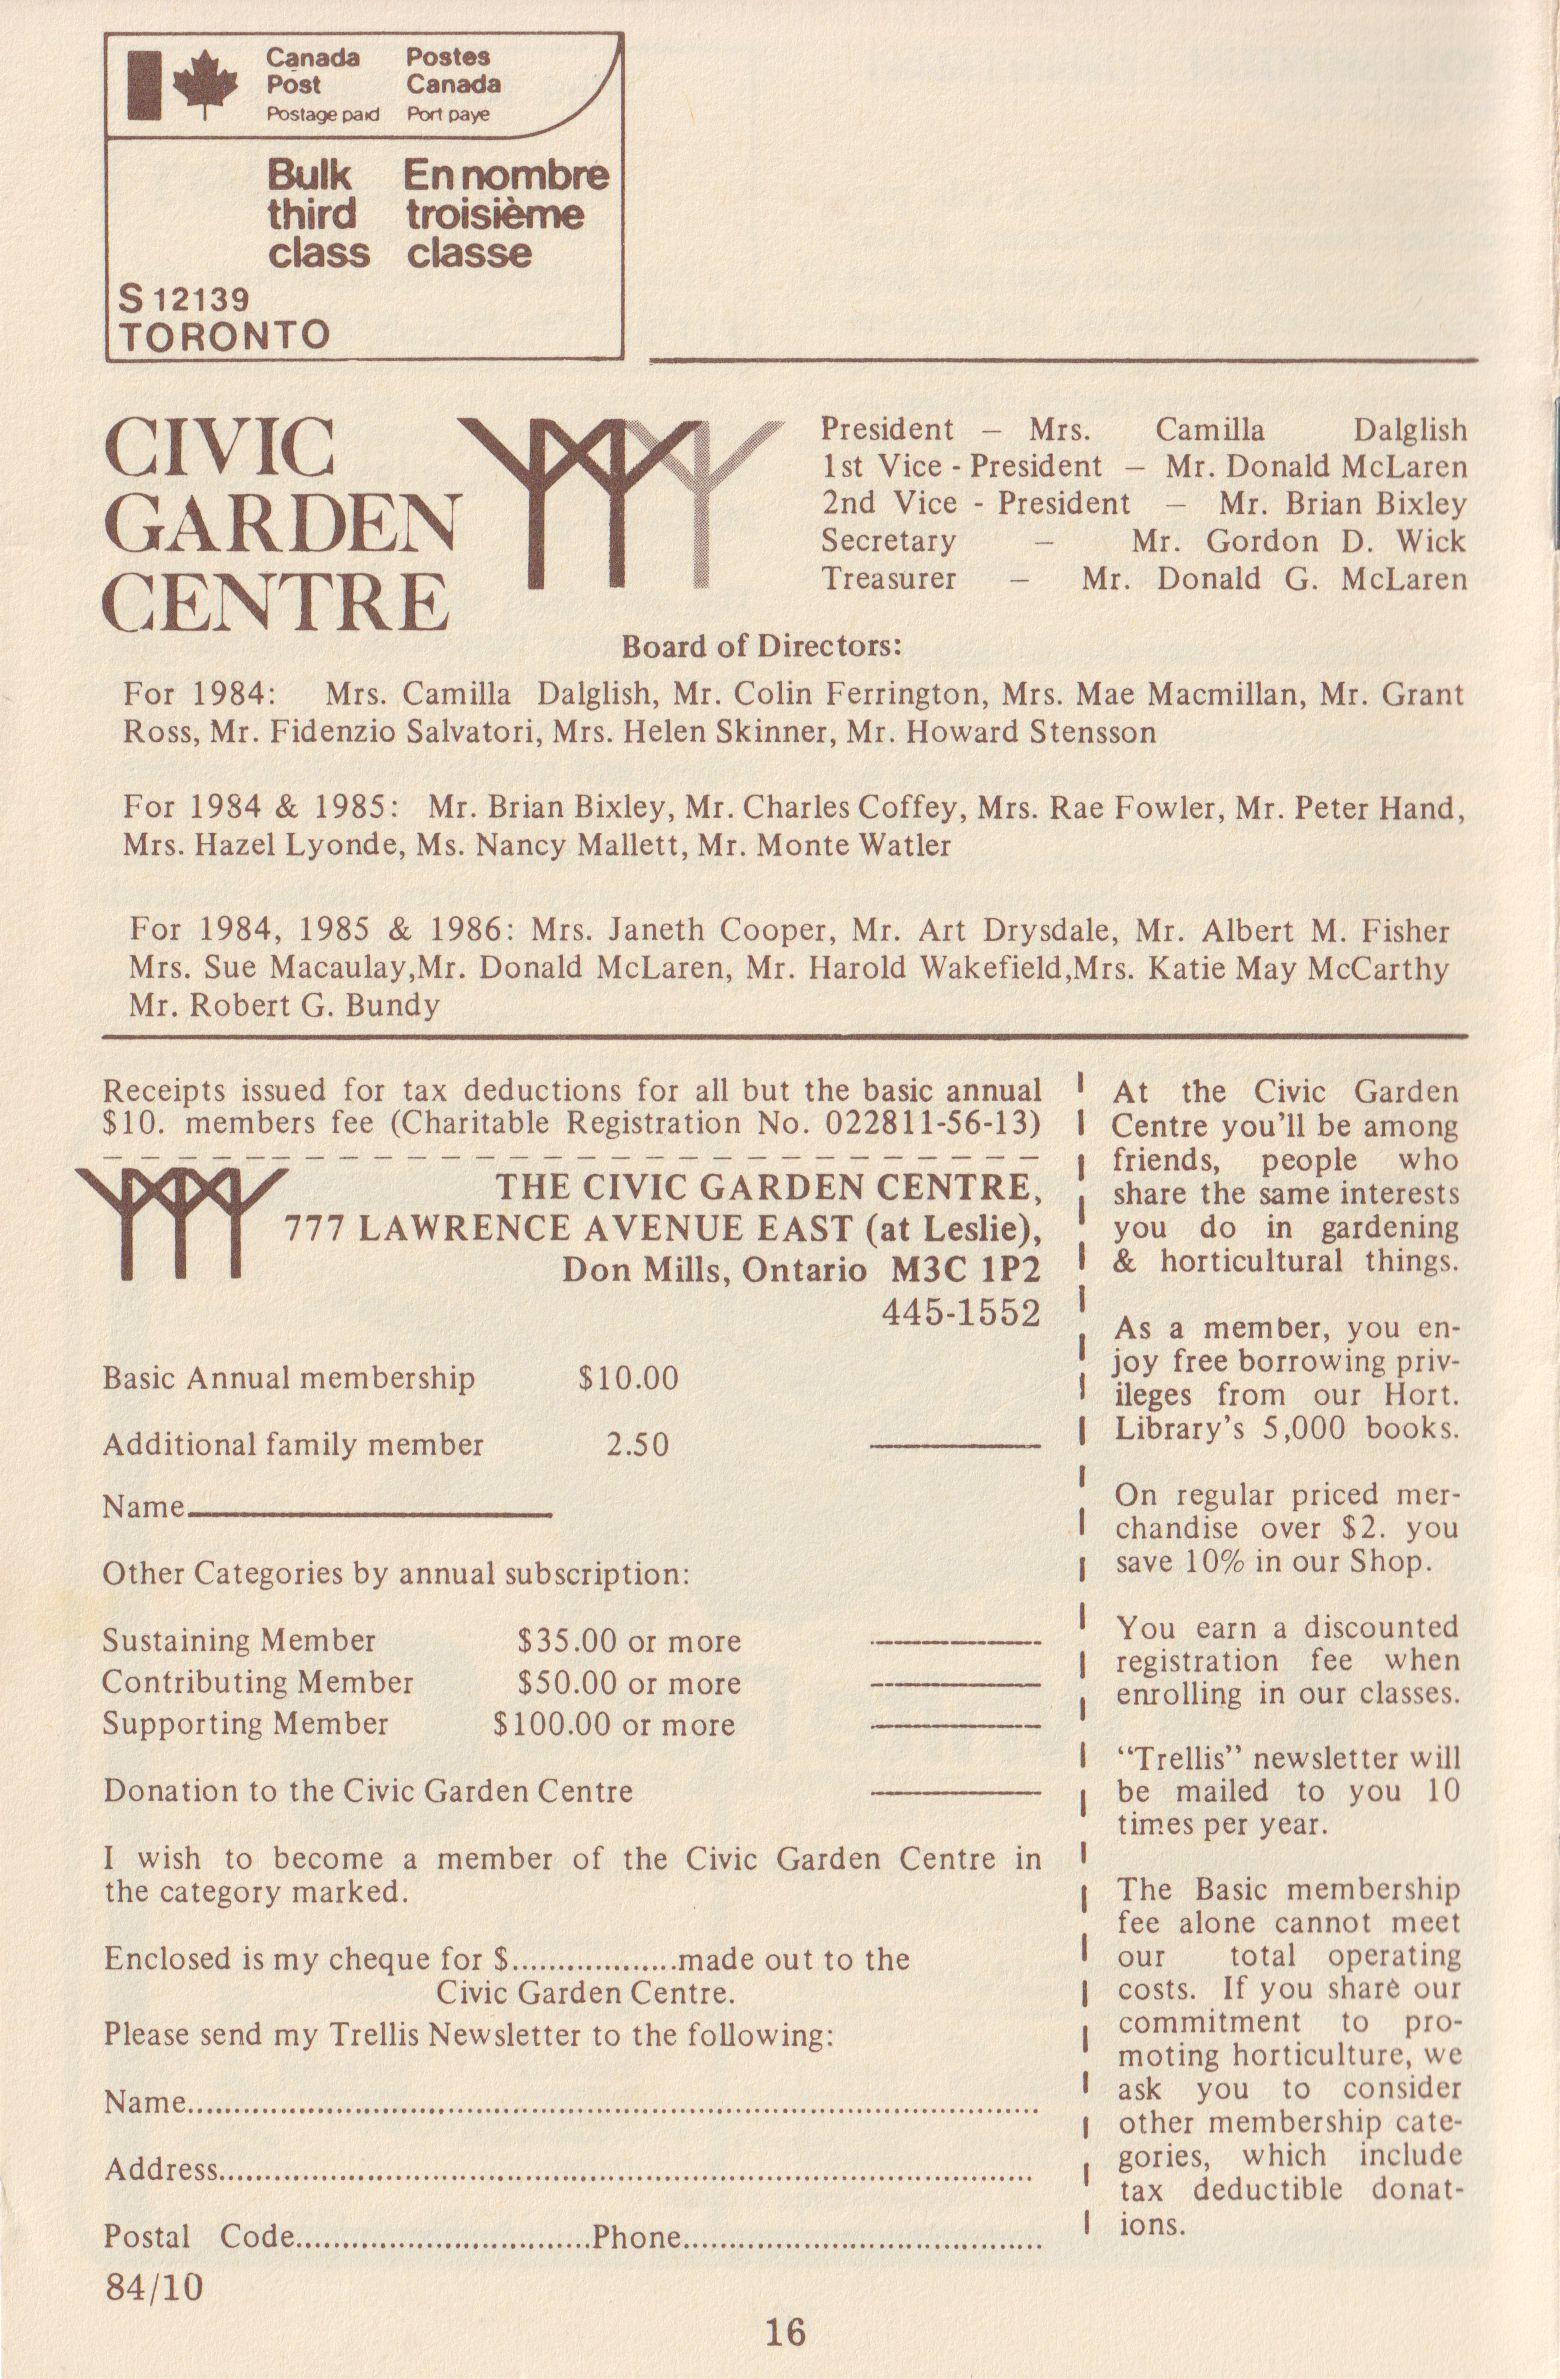 Canada Postes
Post Canada
Postage paid Port paye
Bulk En nombre
third troisième
class classe
S 12139
TORONTO
CIVIC
GARDEN
CENTRE
President – Mrs. Camilla Dalglish
1st Vice - President – Mr. Donald McLaren
2nd Vice - President – Mr. Brian Bixley
Secretary – Mr. Gordon D. Wick
Treasurer – Mr. Donald G. McLaren
Board of Directors:
For 1984: Mrs. Camilla Dalglish, Mr. Colin Ferrington, Mrs. Mae Macmillan, Mr. Grant
Ross, Mr. Fidenzio Salvatori, Mrs. Helen Skinner, Mr. Howard Stensson
For 1984 & 1985: Mr. Brian Bixley, Mr. Charles Coffey, Mrs. Rae Fowler, Mr. Peter Hand,
Mrs. Hazel Lyonde, Ms. Nancy Mallett, Mr. Monte Watler
For 1984, 1985 & 1986: Mrs. Janeth Cooper, Mr. Art Drysdale, Mr. Albert M. Fisher
Mrs. Sue Macaulay,Mr. Donald McLaren, Mr. Harold Wakefield,Mrs. Katie May McCarthy
Mr. Robert G. Bundy
Receipts issued for tax deductions for all but the basic annual
$10. members fee (Charitable Registration No. 022811-56-13)
THE CIVIC GARDEN CENTRE,
777 LAWRENCE AVENUE EAST (at Leslie),
Don Mills, Ontario M3C 1P2
445-1552
Basic Annual membership $10.00
Additional family member 2.50
Name
Other Categories by annual subscription:
Sustaining Member $35.00 or more
Contributing Member $50.00 or more
Supporting Member $100.00 or more
Donation to the Civic Garden Centre
I wish to become a member of the Civic Garden Centre in
the category marked.
Enclosed is my cheque for $..................made out to the
Civic Garden Centre.
Please send my Trellis Newsletter to the following:
Name............................................................
Address............................................................
Postal Code................................Phone.......................................
84/10
At the Civic Garden
Centre you'll be among
friends, people who
share the same interests
you do in gardening
& horticultural things.
As a member, you en-
joy free borrowing priv-
ileges from our Hort.
Library's 5,000 books.
On regular priced mer-
chandise over $2. you
save 10% in our Shop.
You earn a discounted
registration fee when
enrolling in our classes.
"Trellis" newsletter will
be mailed to you 10
times per year.
The Basic membership
fee alone cannot meet
our total operating
costs. If you share our
commitment to pro-
moting horticulture, we
ask you to consider
other membership cate-
gories, which include
tax deductible donat-
ions.
16